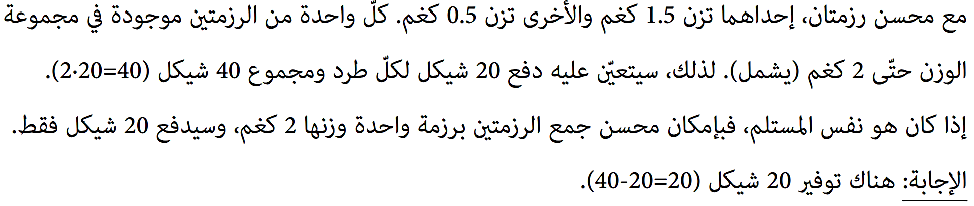 مع محسن رزمتان، إحداهما تزن 1.5 كغم والأخرى تزن 0.5 كغم. كلّ واحدة من الرزمتين موجودة في مجموعة
الوزن حتّى 2 كغم (يشمل). لذلك، سيتعيّن عليه دفع 20 شيكل لكلّ طرد ومجموع 40 شيكل (40=20·2).
إذا كان هو نفس المستلم، فبإمكان محسن جمع الرزمتين برزمة واحدة وزنها 2 كغم، وسيدفع 20 شيكل فقط.
الإجابة: هناك توفير 20 شيكل (20=20-40).